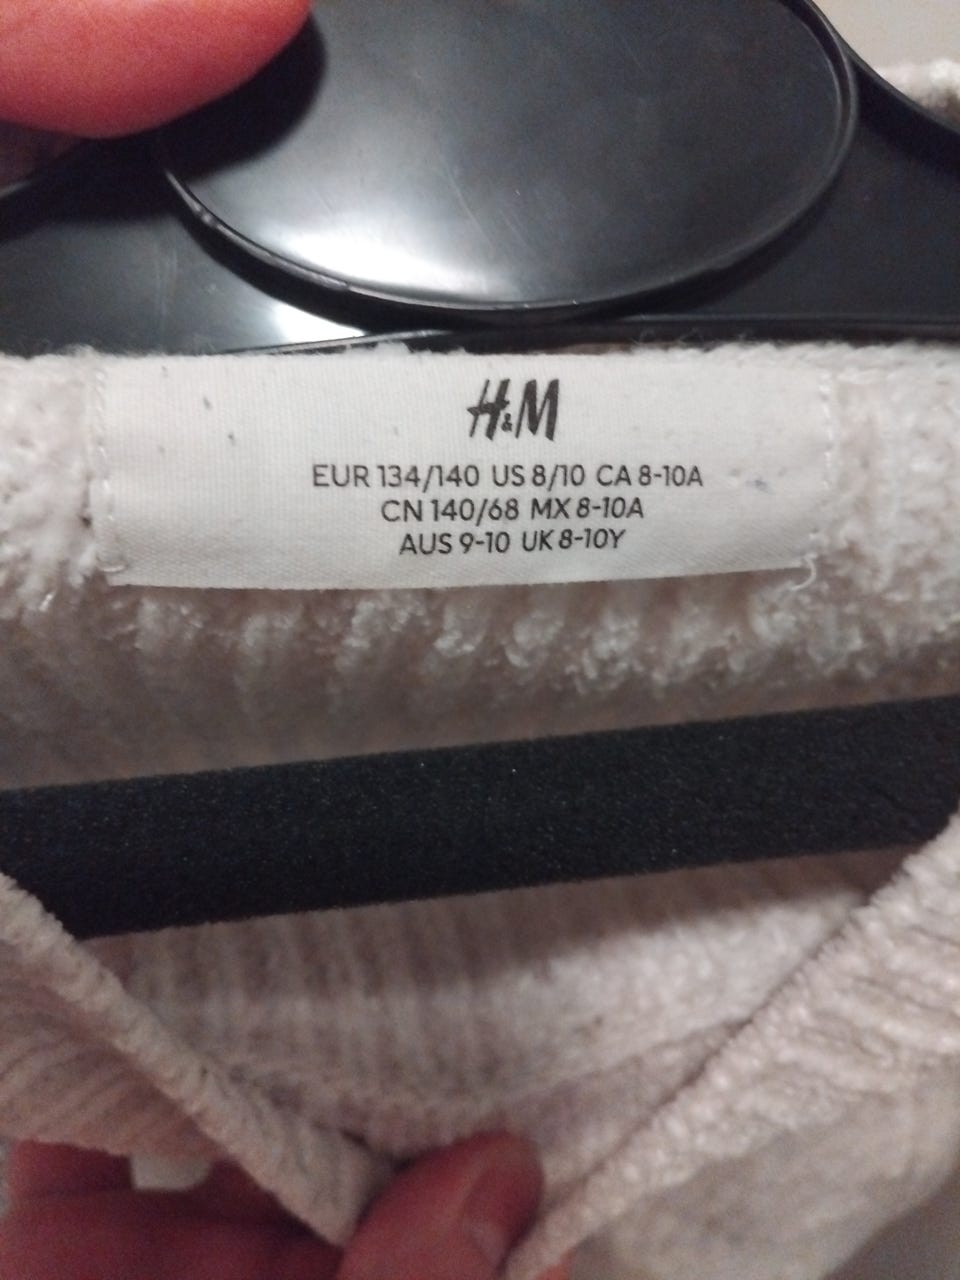 H&M
EUR 134/140 US 8/10 CA 8-10A
CN 140/68 MX 8-10A
AUS 9-10 UK 8-10Y